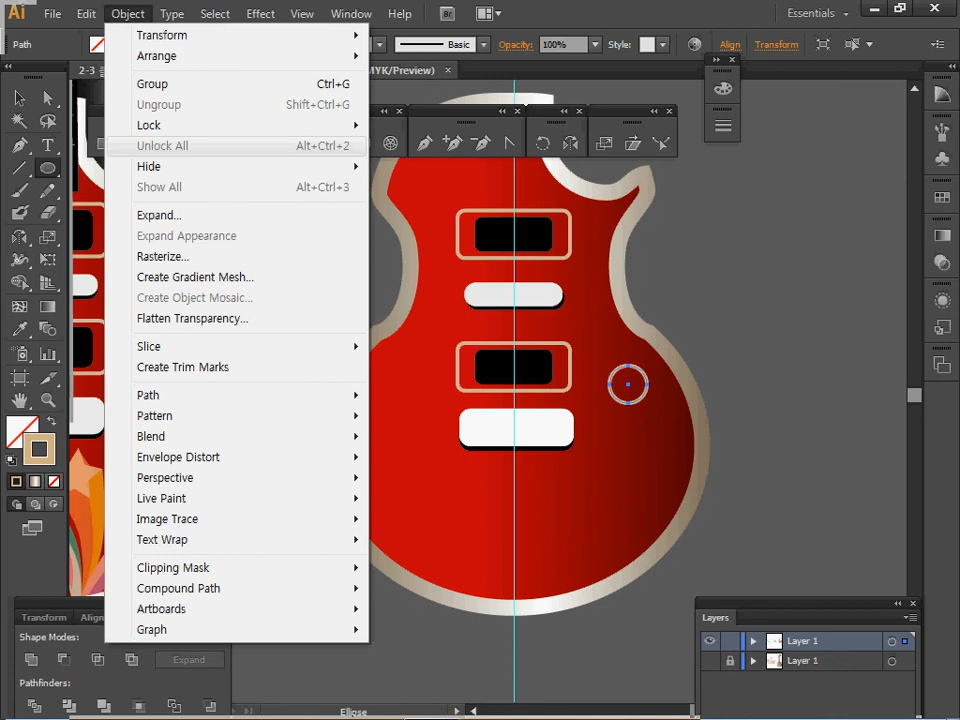 Ai File Edit Object Type Select Effect View Window Help Br Essentials
Path Basic Opacity: 100% Style: Align Transform
2-3 MYK/Preview)
Transform
Arrange
Group Ctrl+G
Ungroup Shift+Ctrl+G
Lock
Unlock All Alt+Ctrl+2
Hide
Show All Alt+Ctrl+3
Expand...
Expand Appearance
Rasterize...
Create Gradient Mesh...
Create Object Mosaic...
Flatten Transparency...
Slice
Create Trim Marks
Path
Pattern
Blend
Envelope Distort
Perspective
Live Paint
Image Trace
Text Wrap
Clipping Mask
Compound Path
Artboards
Graph
Transform Align
Shape Modes:
Expand
Pathfinders:
Layers
Layer 1
Layer 1
Ellipse